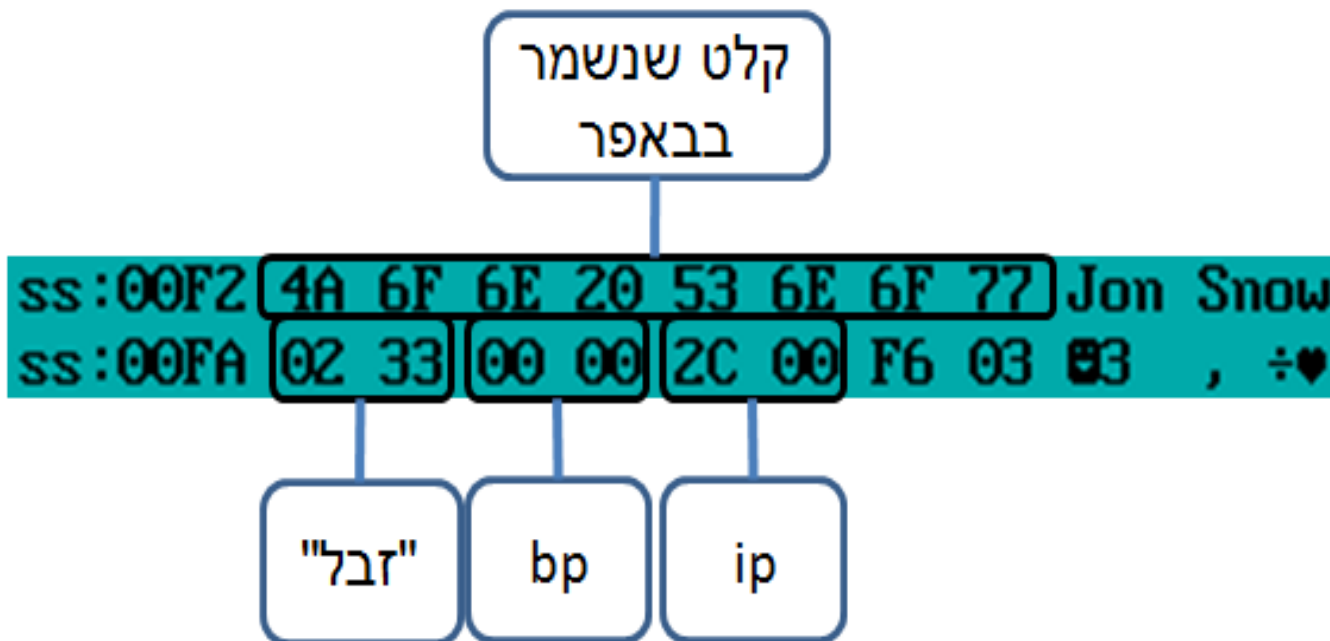 קלט שנשמר
בבאפר
ss:00F2 4A 6F 6E 20 53 6E 6F 77 Jon Snow
ss:00FA 02 33 00 00 2C 00 F6 03 ☻3 , ÷♥
"זבל" bp ip